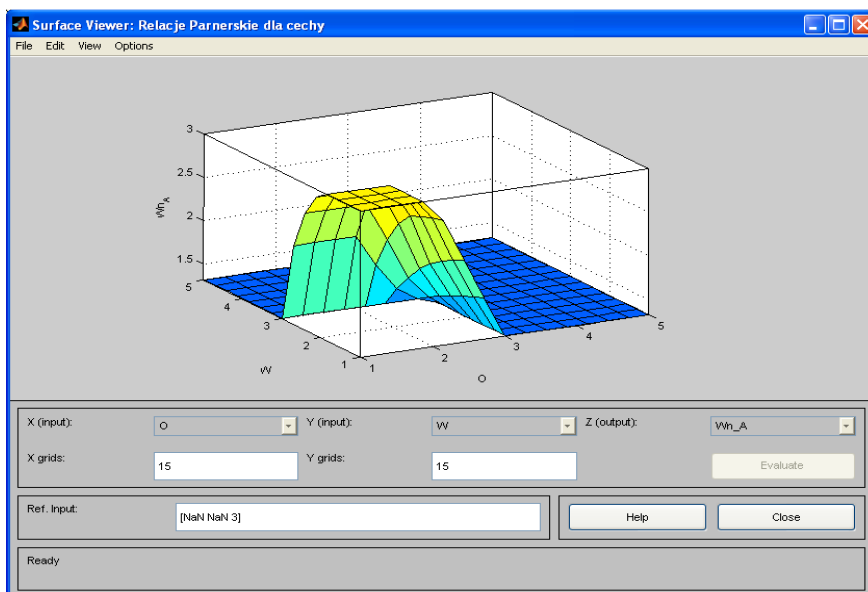 Surface Viewer: Relacje Parnerskie dla cechy
File Edit View Options
3
2.5
2
1.5
Wn_A
5
4
3
2
1
W
1
2
3
4
5
O
X (input): O Y (input): W Z (output): Wn_A
X grids: 15 Y grids: 15 Evaluate
Ref. Input: [NaN NaN 3] Help Close
Ready